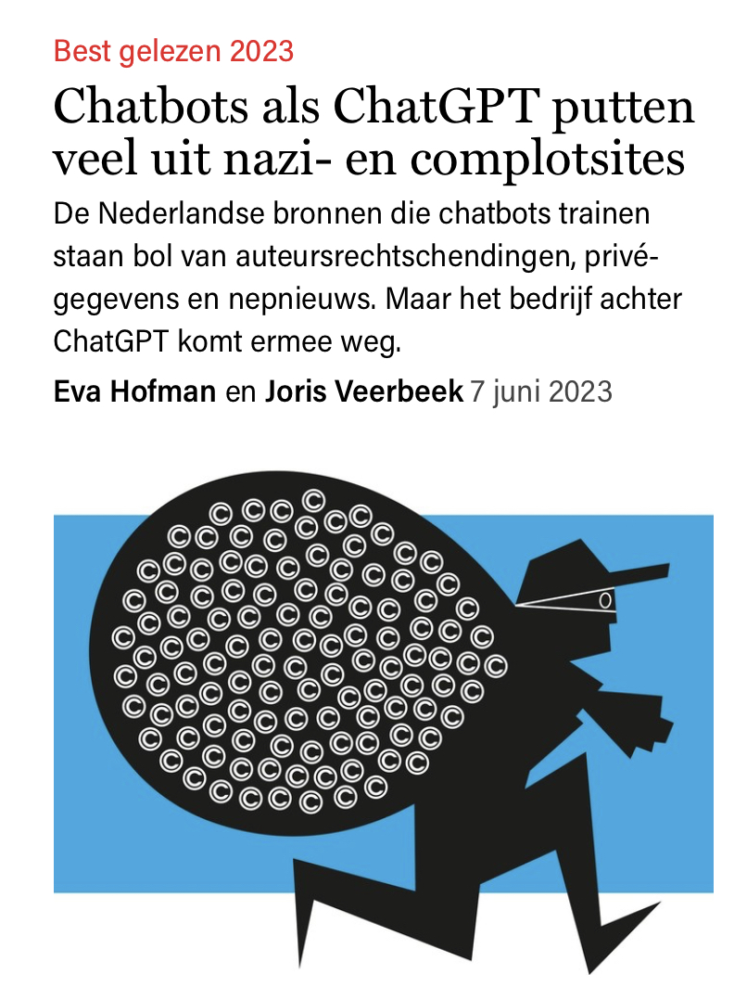 Best gelezen 2023
Chatbots als ChatGPT putten
veel uit nazi- en complotsites
De Nederlandse bronnen die chatbots trainen
staan bol van auteursrechtschendingen, privé-
gegevens en nepnieuws. Maar het bedrijf achter
ChatGPT komt ermee weg.
Eva Hofman en Joris Veerbeek 7 juni 2023